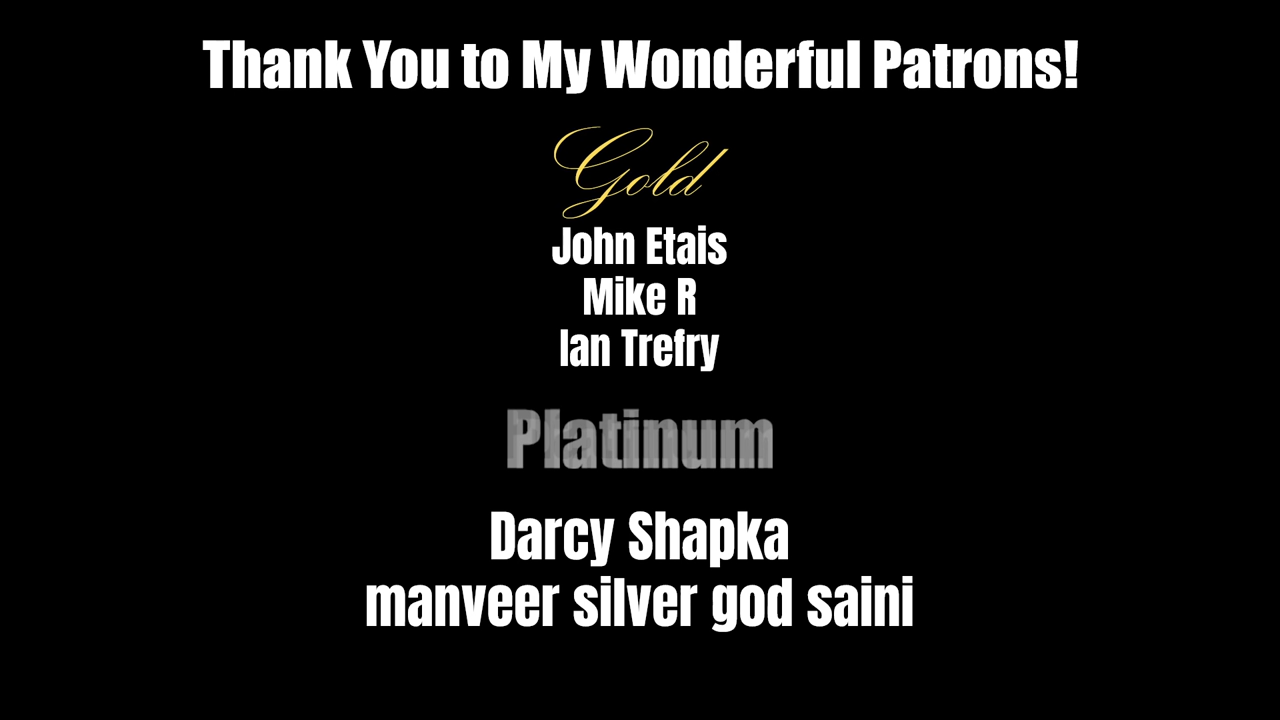 Thank You to My Wonderful Patrons!
Gold
John Etais
Mike R
Ian Trefry
Platinum
Darcy Shapka
manveer silver god saini